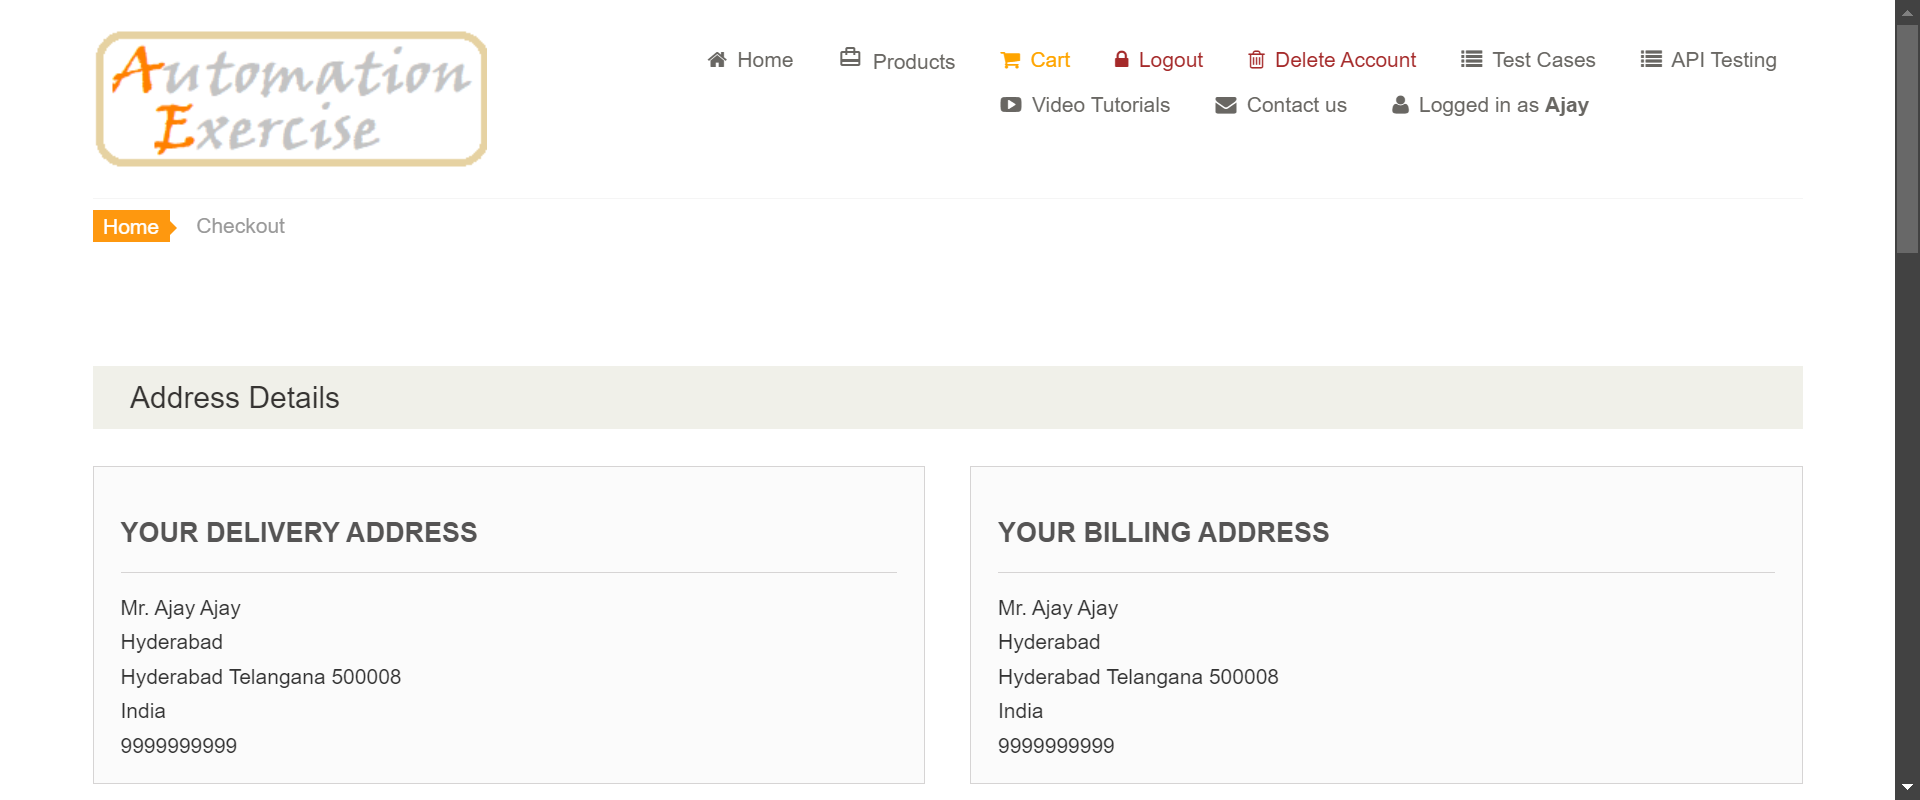 Automation
Exercise
Home Products Cart Logout Delete Account Test Cases API Testing
Video Tutorials Contact us Logged in as Ajay
Home Checkout
Address Details
YOUR DELIVERY ADDRESS
Mr. Ajay Ajay
Hyderabad
Hyderabad Telangana 500008
India
9999999999
YOUR BILLING ADDRESS
Mr. Ajay Ajay
Hyderabad
Hyderabad Telangana 500008
India
9999999999